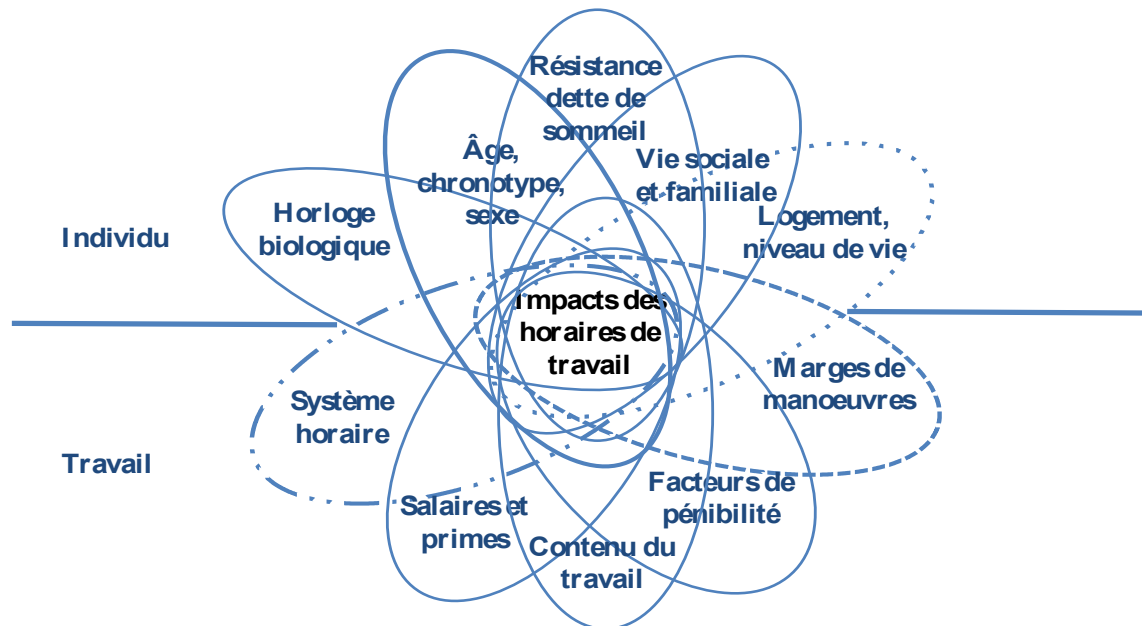 Résistance
dette de
sommeil
Âge,
chronotype,
sexe
Vie sociale
et familiale
Horloge
biologique
Logement,
niveau de vie
Individu
Impacts des
horaires de
travail
Marges de
manoeuvres
Système
horaire
Travail
Facteurs de
pénibilité
Salaires et
primes
Contenu du
travail